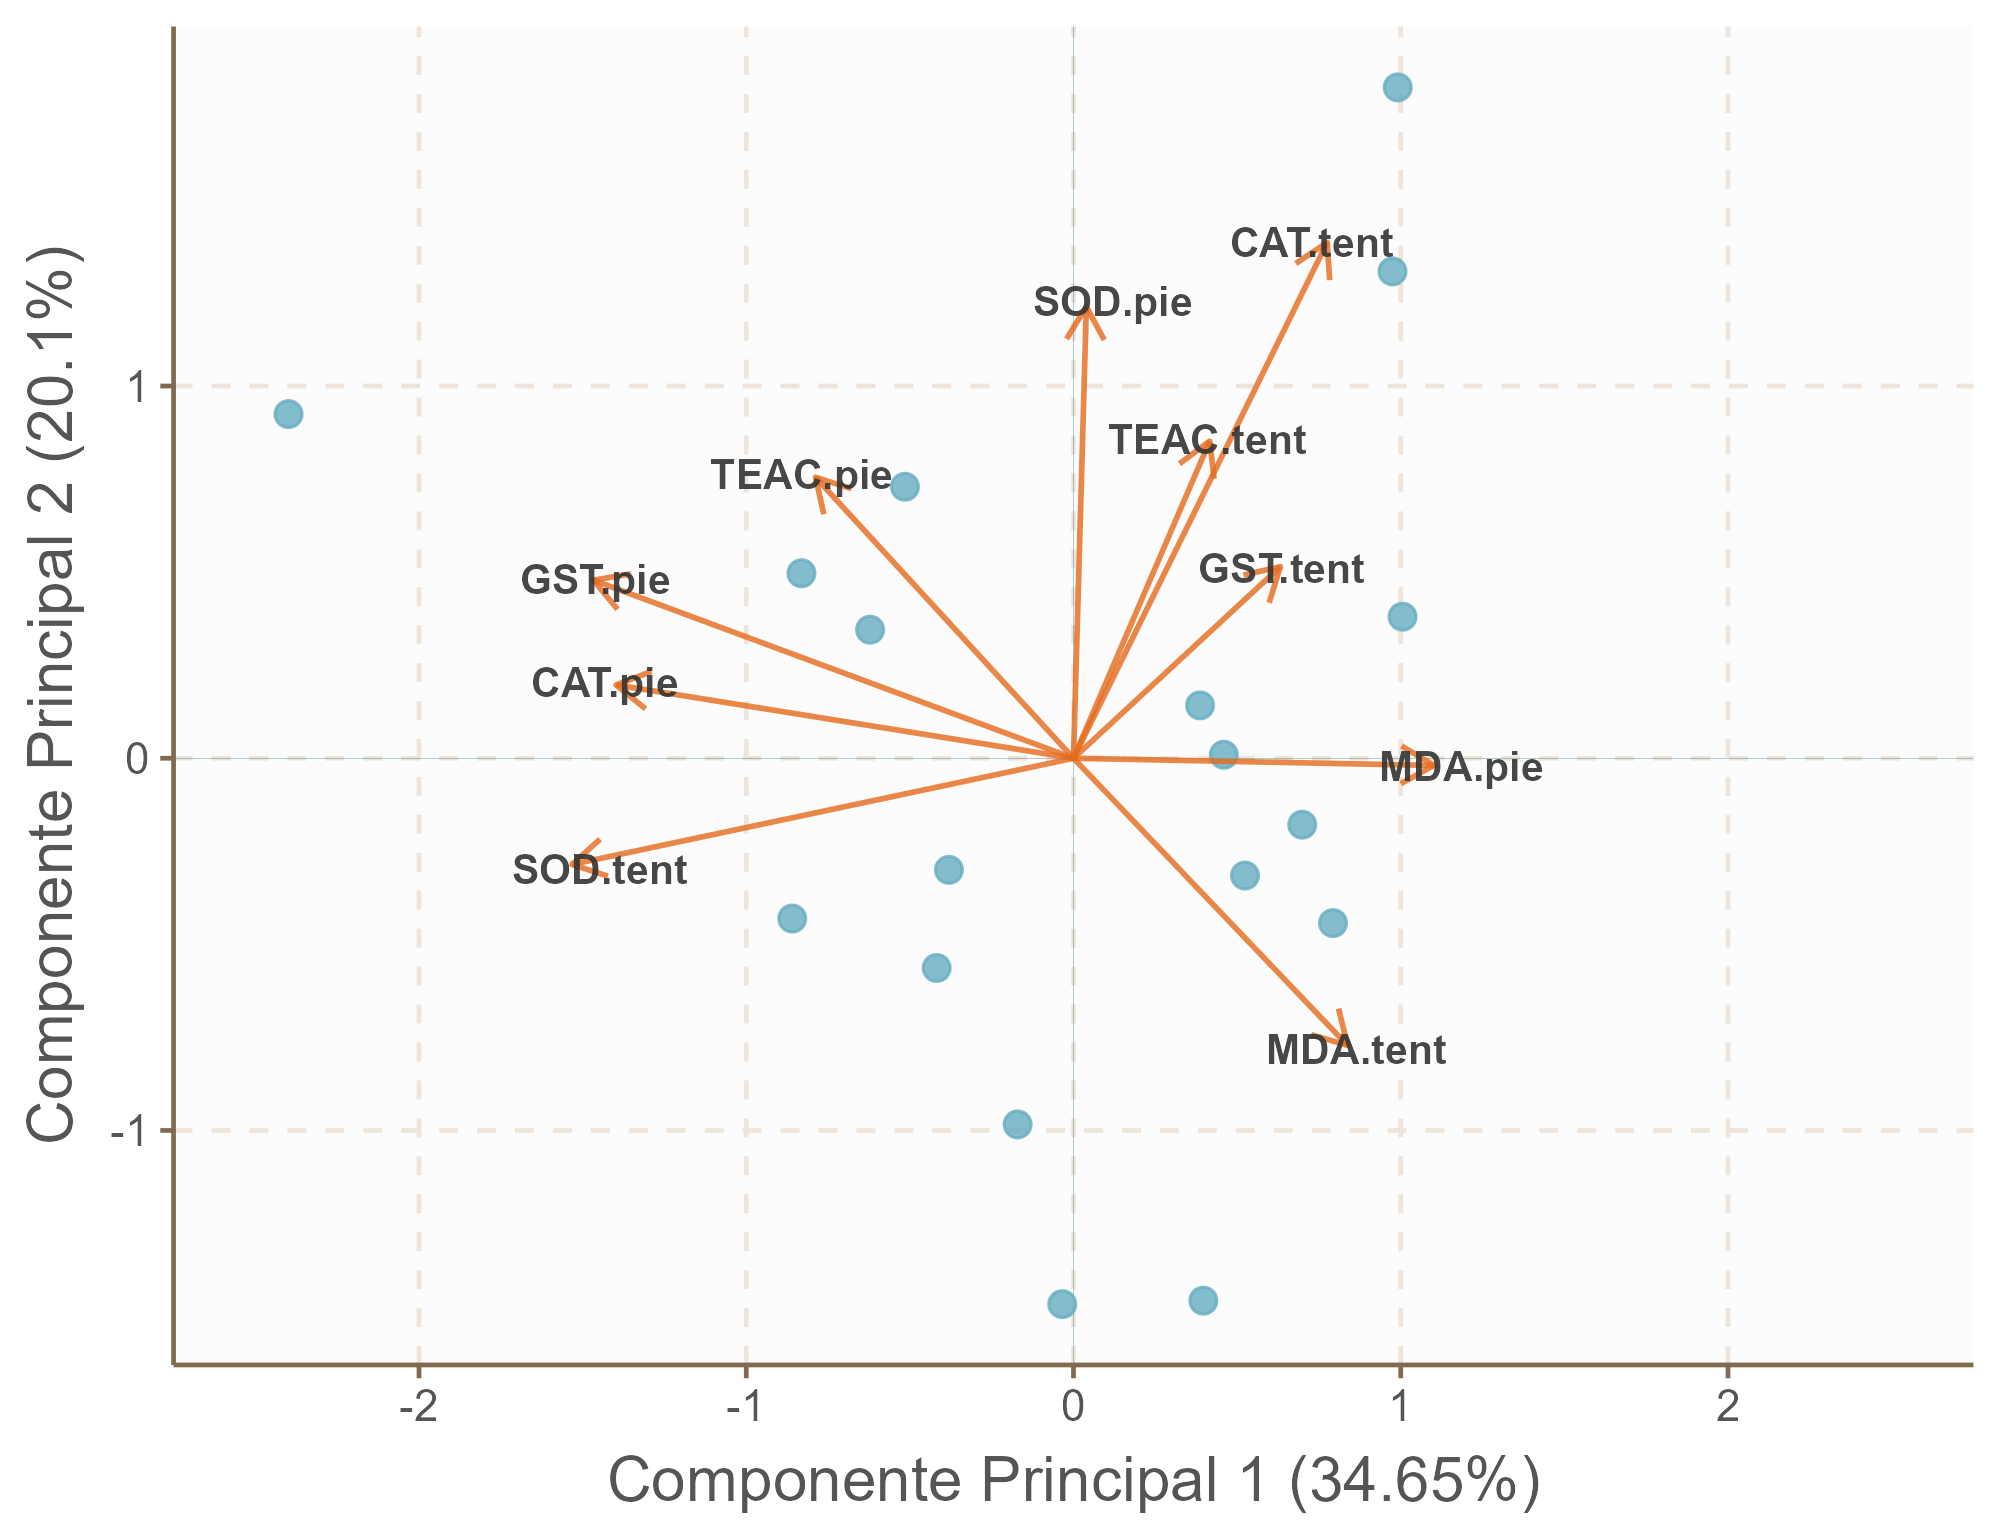 CAT.tent
SOD.pie
1
TEAC.tent
TEAC.pie
GST.tent
GST.pie
CAT.pie
0
MDA.pie
SOD.tent
MDA.tent
-1
-2
-1
0
1
2
Componente Principal 1 (34.65%)
Componente Principal 2 (20.1%)